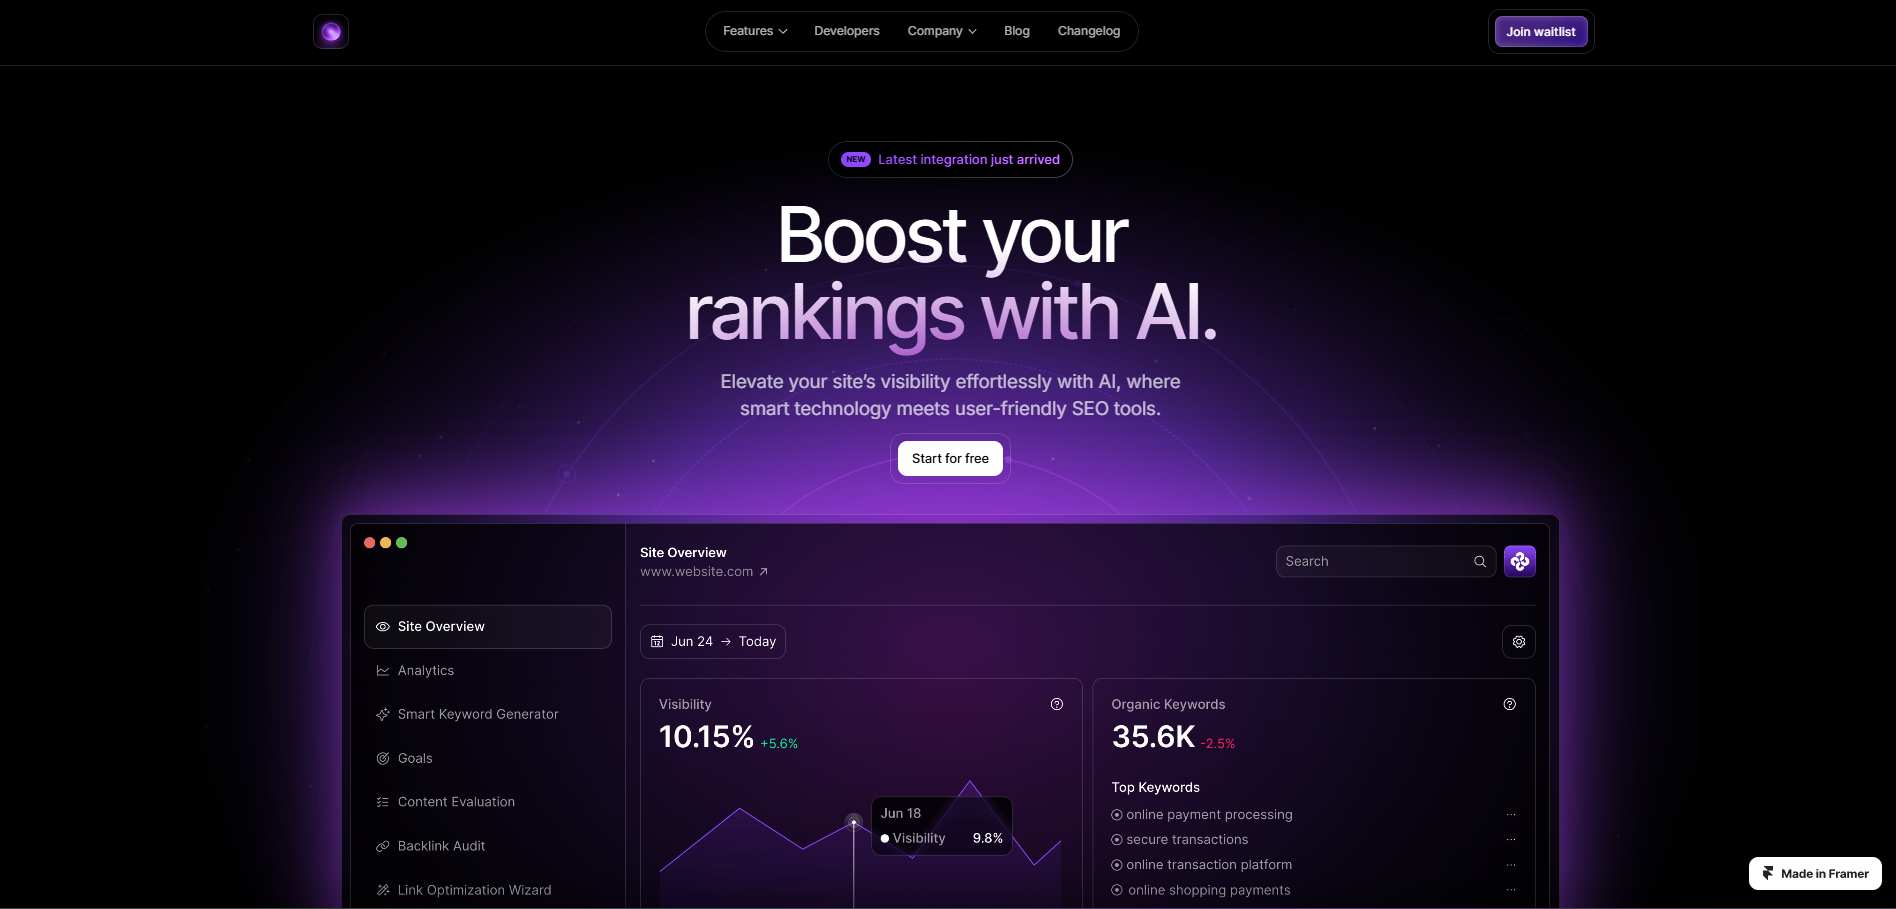 Features
Developers
Company
Blog
Changelog
Join waitlist
NEW Latest integration just arrived
Boost your
rankings with AI.
Elevate your site’s visibility effortlessly with AI, where
smart technology meets user-friendly SEO tools.
Start for free
Site Overview
www.website.com
Search
Site Overview
Analytics
Smart Keyword Generator
Goals
Content Evaluation
Backlink Audit
Link Optimization Wizard
Jun 24 → Today
Visibility
10.15% +5.6%
Jun 18
Visibility 9.8%
Organic Keywords
35.6K -2.5%
Top Keywords
online payment processing
secure transactions
online transaction platform
online shopping payments
Made in Framer